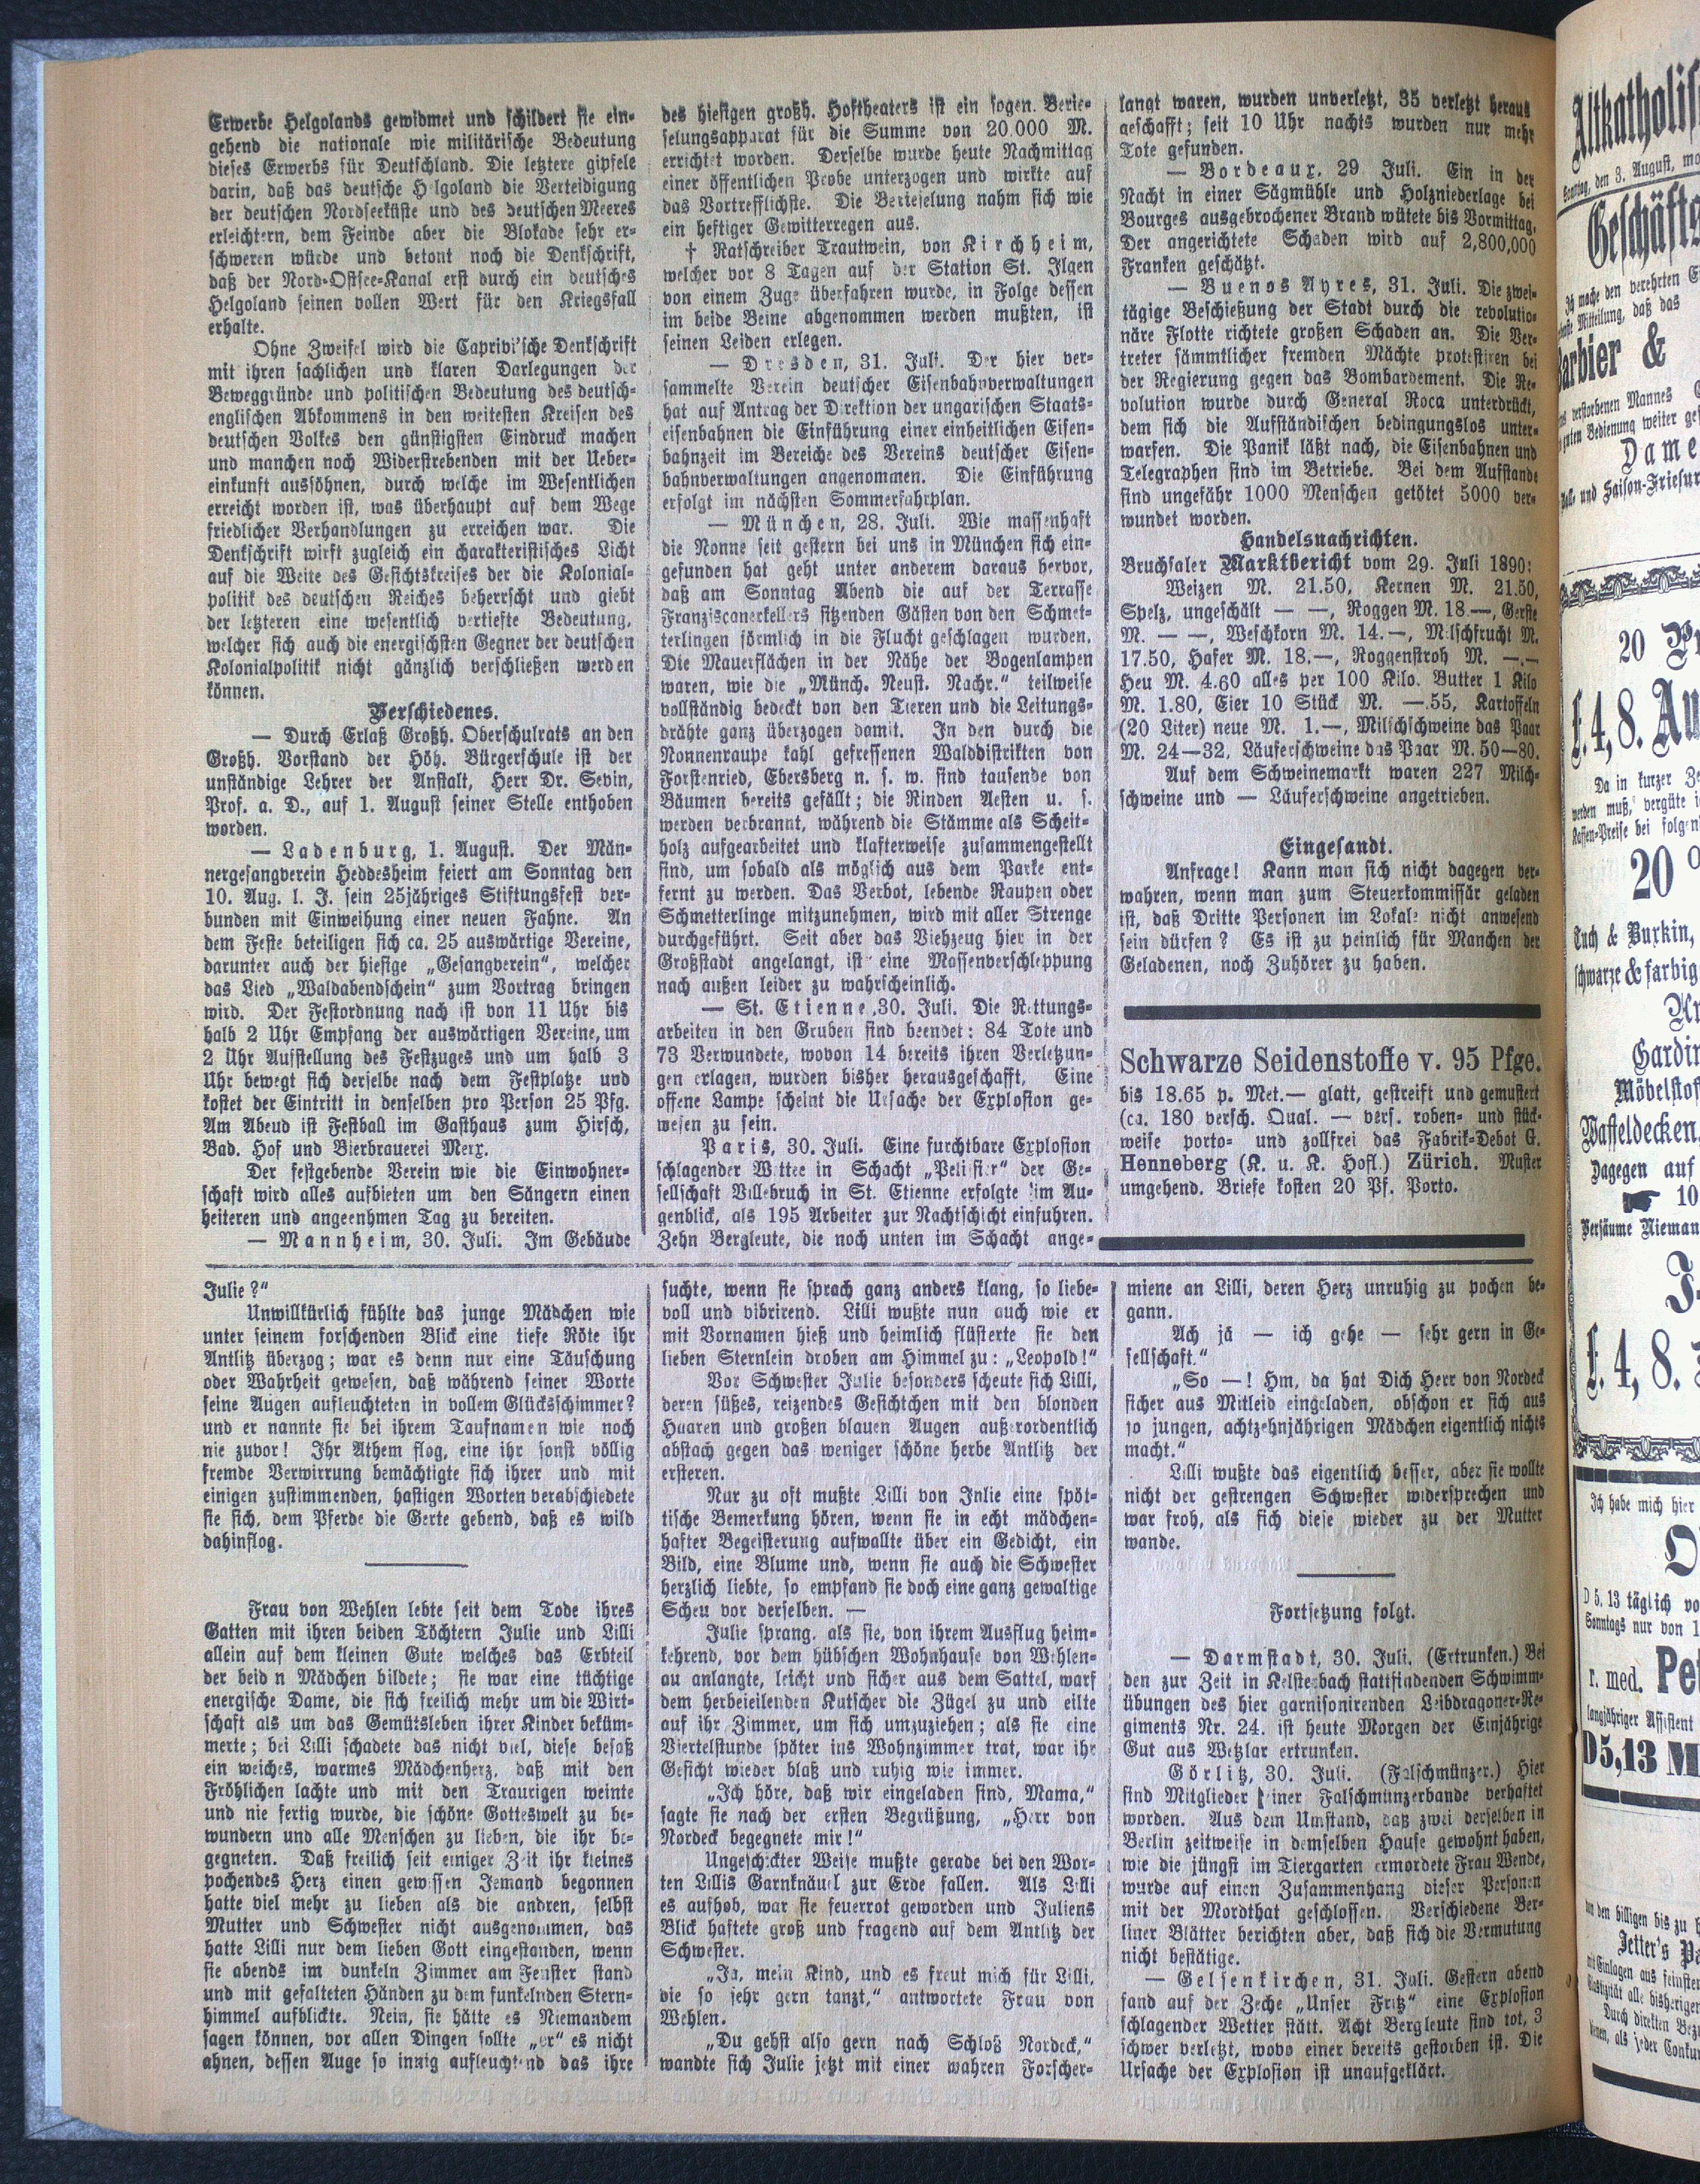 Erwerbe Helgolands gewidmet und schildert sie ein-
gehend die nationale wie militärische Bedeutung
dieses Erwerbs für Deutschland. Die letztere gipfele
darin, daß das deutsche Helgoland die Verteidigung
der deutschen Nordseeküste und des deutschen Meeres
erleichtern, dem Feinde aber die Blokade sehr er-
schweren würde und betont noch die Denkschrift,
daß der Nord-Ostsee-Kanal erst durch ein deutsches
Helgoland seinen vollen Wert für den Kriegsfall
erhalte.
Ohne Zweifel wird die Caprivi'sche Denkschrift
mit ihren sachlichen und klaren Darlegungen der
Beweggründe und politischen Bedeutung des deutsch-
englischen Abkommens in den weitesten Kreisen des
deutschen Volkes den günstigsten Eindruck machen
und manchen noch Widerstrebenden mit der Ueber-
einkunft aussöhnen, durch welche im Wesentlichen
erreicht worden ist, was überhaupt auf dem Wege
friedlicher Verhandlungen zu erreichen war. Die
Denkschrift wirft zugleich ein charakteristisches Licht
auf die Weite des Gesichtskreises der die Kolonial-
politik des deutschen Reiches beherrscht und giebt
der letzteren eine wesentlich vertiefte Bedeutung,
welcher sich auch die energischsten Gegner der deutschen
Kolonialpolitik nicht gänzlich verschließen werden
können.
Verschiedenes.
— Durch Erlaß Großh. Oberschulrats an den
Großh. Vorstand der Höh. Bürgerschule ist der
unständige Lehrer der Anstalt, Herr Dr. Sevin,
Prof. a. D., auf 1. August seiner Stelle enthoben
worden.
— Ladenburg, 1. August. Der Män-
nergesangverein Heddesheim feiert am Sonntag den
10. Aug. l. J. sein 25jähriges Stiftungsfest ver-
bunden mit Einweihung einer neuen Fahne. An
dem Feste beteiligen sich ca. 25 auswärtige Vereine,
darunter auch der hiesige „Gesangverein“, welcher
das Lied „Waldabendschein“ zum Vortrag bringen
wird. Der Festordnung nach ist von 11 Uhr bis
halb 2 Uhr Empfang der auswärtigen Vereine, um
2 Uhr Aufstellung des Festzuges und um halb 3
Uhr bewegt sich derselbe nach dem Festplatze und
kostet der Eintritt in denselben pro Person 25 Pfg.
Am Abeud ist Festball im Gasthaus zum Hirsch,
Bad. Hof und Bierbrauerei Merx.
Der festgebende Verein wie die Einwohner-
schaft wird alles aufbieten um den Sängern einen
heiteren und angeenhmen Tag zu bereiten.
— Mannheim, 30. Juli. Im Gebäude
des hiesigen großh. Hoftheaters ist ein sogen. Berie-
selungsapparat für die Summe von 20.000 M.
errichtet worden. Derselbe wurde heute Nachmittag
einer öffentlichen Probe unterzogen und wirkte auf
das Vortrefflichste. Die Berieselung nahm sich wie
ein heftiger Gewitterregen aus.
† Ratschreiber Trautwein, von Kirchheim,
welcher vor 8 Tagen auf der Station St. Ilgen
von einem Zuge überfahren wurde, in Folge dessen
im beide Beine abgenommen werden mußten, ist
seinen Leiden erlegen.
— Dresden, 31. Juli. Der hier ver-
sammelte Verein deutscher Eisenbahnverwaltungen
hat auf Antrag der Direktion der ungarischen Staats-
eisenbahnen die Einführung einer einheitlichen Eisen-
bahnzeit im Bereiche des Vereins deutscher Eisen-
bahnverwaltungen angenommen. Die Einführung
erfolgt im nächsten Sommerfahrplan.
— München, 28. Juli. Wie massenhaft
die Nonne seit gestern bei uns in München sich ein-
gefunden hat geht unter anderem daraus hervor,
daß am Sonntag Abend die auf der Terrasse
Franziscanerkellers sitzenden Gästen von den Schmet-
terlingen förmlich in die Flucht geschlagen wurden.
Die Mauerflächen in der Nähe der Bogenlampen
waren, wie die „Münch. Neust. Nachr.“ teilweise
vollständig bedeckt von den Tieren und die Leitungs-
drähte ganz überzogen damit. In den durch die
Nonnenraupe kahl gefressenen Walddistrikten von
Forstenried, Ebersberg n. s. w. sind tausende von
Bäumen bereits gefällt; die Rinden Aesten u. s.
werden verbrannt, während die Stämme als Scheit-
holz aufgearbeitet und klafterweise zusammengestellt
sind, um sobald als möglich aus dem Parke ent-
fernt zu werden. Das Verbot, lebende Raupen oder
Schmetterlinge mitzunehmen, wird mit aller Strenge
durchgeführt. Seit aber das Viehzeug hier in der
Großstadt angelangt, ist eine Massenverschleppung
nach außen leider zu wahrscheinlich.
— St. Etienne, 30. Juli. Die Rettungs-
arbeiten in den Gruben sind beendet: 84 Tote und
73 Verwundete, wovon 14 bereits ihren Verletzun-
gen erlagen, wurden bisher herausgeschafft. Eine
offene Lampe scheint die Ursache der Explosion ge-
wesen zu sein.
Paris, 30. Juli. Eine furchtbare Explosion
schlagender Wetter in Schacht „Pelissier“ der Ge-
sellschaft Villebruch in St. Etienne erfolgte im Au-
genblick, als 195 Arbeiter zur Nachtschicht einfuhren.
Zehn Bergleute, die noch unten im Schacht ange-
langt waren, wurden unverletzt, 35 verletzt heraus
geschafft; seit 10 Uhr nachts wurden nur mehr
Tote gefunden.
— Bordeaux, 29 Juli. Ein in der
Nacht in einer Sägmühle und Holzniederlage bei
Bourges ausgebrochener Brand wütete bis Vormittag.
Der angerichtete Schaden wird auf 2,800,000
Franken geschätzt.
— Buenos Ayres, 31. Juli. Die zwei-
tägige Beschießung der Stadt durch die revolutio-
näre Flotte richtete großen Schaden an. Die Ver-
treter sämmtlicher fremden Mächte protestiren bei
der Regierung gegen das Bombardement. Die Re-
volution wurde durch General Roca unterdrückt,
dem sich die Aufständischen bedingungslos unter-
warfen. Die Panik läßt nach, die Eisenbahnen und
Telegraphen sind im Betriebe. Bei dem Aufstande
sind ungefähr 1000 Menschen getötet 5000 ver-
wundet worden.
Handelsnachrichten.
Bruchsaler Marktbericht vom 29. Juli 1890:
Weizen M. 21.50, Kernen M. 21.50,
Spelz, ungeschält — —, Roggen M. 18.—, Gerste
M. — —, Weschkorn M. 14.—, Milschfrucht M.
17.50, Hafer M. 18.—, Roggenstroh M. —.—
Heu M. 4.60 alles per 100 Kilo. Butter 1 Kilo
M. 1.80, Eier 10 Stück M. —.55, Kartoffeln
(20 Liter) neue M. 1.—, Milschschweine das Paar
M. 24—32, Läuferschweine das Paar M. 50—80.
Auf dem Schweinemarkt waren 227 Milch-
schweine und — Läuferschweine angetrieben.
Eingesandt.
Anfrage! Kann man sich nicht dagegen ver-
wahren, wenn man zum Steuerkommissär geladen
ist, daß Dritte Personen im Lokale nicht anwesend
sein dürfen? Es ist zu peinlich für Manchen der
Geladenen, noch Zuhörer zu haben.
Schwarze Seidenstoffe v. 95 Pfge.
bis 18.65 p. Met.— glatt, gestreift und gemustert
(ca. 180 versch. Qual. — vers. roben- und stück-
weise porto- und zollfrei das Fabrik-Debot G.
Henneberg (K. u. K. Hofl.) Zürich. Muster
umgehend. Briefe kosten 20 Pf. Porto.
Julie?“
Unwillkürlich fühlte das junge Mädchen wie
unter seinem forschenden Blick eine tiefe Röte ihr
Antlitz überzog; war es denn nur eine Täuschung
oder Wahrheit gewesen, daß während seiner Worte
seine Augen aufleuchteten in vollem Glücksschimmer?
und er nannte sie bei ihrem Taufnamen wie noch
nie zuvor! Ihr Athem flog, eine ihr sonst völlig
fremde Verwirrung bemächtigte sich ihrer und mit
einigen zustimmenden, hastigen Worten verabschiedete
sie sich, dem Pferde die Gerte gebend, daß es wild
dahinflog.
Frau von Wehlen lebte seit dem Tode ihres
Gatten mit ihren beiden Töchtern Julie und Lilli
allein auf dem kleinen Gute welches das Erbteil
der beid n Mädchen bildete; sie war eine tüchtige
energische Dame, die sich freilich mehr um die Wirt-
schaft als um das Gemütsleben ihrer Kinder beküm-
merte; bei Lilli schadete das nicht viel, diese besaß
ein weiches, warmes Mädchenherz, daß mit den
Fröhlichen lachte und mit den Traurigen weinte
und nie fertig wurde, die schöne Gotteswelt zu be-
wundern und alle Menschen zu lieben, die ihr be-
gegneten. Daß freilich seit einiger Zeit ihr kleines
pochendes Herz einen gewissen Jemand begonnen
hatte viel mehr zu lieben als die andren, selbst
Mutter und Schwester nicht ausgenommen, das
hatte Lilli nur dem lieben Gott eingestanden, wenn
sie abends im dunkeln Zimmer am Fenster stand
und mit gefalteten Händen zu dem funkelnden Stern-
himmel aufblickte. Nein, sie hätte es Niemandem
sagen können, vor allen Dingen sollte „er“ es nicht
ahnen, dessen Auge so innig aufleuchtend das ihre
suchte, wenn sie sprach ganz anders klang, so liebe-
voll und vibrirend. Lilli wußte nun auch wie er
mit Vornamen hieß und heimlich flüsterte sie den
lieben Sternlein droben am Himmel zu: „Leopold!“
Vor Schwester Julie besonders scheute sich Lilli,
deren süßes, reizendes Gesichtchen mit den blonden
Haaren und großen blauen Augen außerordentlich
abstach gegen das weniger schöne herbe Antlitz der
ersteren.
Nur zu oft mußte Lilli von Jnlie eine spöt-
tische Bemerkung hören, wenn sie in echt mädchen-
hafter Begeisterung aufwallte über ein Gedicht, ein
Bild, eine Blume und, wenn sie auch die Schwester
herzlich liebte, so empfand sie doch eine ganz gewaltige
Scheu vor derselben. —
Julie sprang, als sie, von ihrem Ausflug heim-
kehrend, vor dem hübschen Wohnhause von Wehlen-
au anlangte, leicht und sicher aus dem Sattel, warf
dem herbeieilenden Kutscher die Zügel zu und eilte
auf ihr Zimmer, um sich umzuziehen; als sie eine
Viertelstunde später ins Wohnzimmer trat, war ihr
Gesicht wieder blaß und ruhig wie immer.
„Ich höre, daß wir eingeladen sind, Mama,“
sagte sie nach der ersten Begrüßung, „Herr von
Nordeck begegnete mir!“
Ungeschickter Weise mußte gerade bei den Wor-
ten Lillis Garnknäuel zur Erde fallen. Als Lilli
es aufhob, war sie feuerrot geworden und Juliens
Blick haftete groß und fragend auf dem Antlitz der
Schwester.
„Ja, mein Kind, und es freut mich für Lilli,
die so sehr gern tanzt,“ antwortete Frau von
Wehlen.
„Du gehst also gern nach Schloß Nordeck,“
wandte sich Julie jetzt mit einer wahren Forscher-
miene an Lilli, deren Herz unruhig zu pochen be-
gann.
Ach ja — ich gehe — sehr gern in Ge-
sellschaft.“
„So —! Hm, da hat Dich Herr von Nordeck
sicher aus Mitleid eingeladen, obschon er sich aus
so jungen, achtzehnjährigen Mädchen eigentlich nichts
macht.“
Lilli wußte das eigentlich besser, aber sie wollte
nicht der gestrengen Schwester widersprechen und
war froh, als sich diese wieder zu der Mutter
wande.
Fortsetzung folgt.
— Darmstadt, 30. Juli. (Ertrunken.) Bei
den zur Zeit in Kelsterbach stattfindenden Schwimm-
übungen des hier garnisonirenden Leibdragoner-Re-
giments Nr. 24. ist heute Morgen der Einjährige
Gut aus Wetzlar ertrunken.
Görlitz, 30. Juli. (Falschmünzer.) Hier
sind Mitglieder einer Falschmünzerbande verhaftet
worden. Aus dem Umstand, daß zwei derselben in
Berlin zeitweise in demselben Hause gewohnt haben,
wie die jüngst im Tiergarten ermordete Frau Wende,
wurde auf einen Zusammenhang dieser Personen
mit der Mordthat geschlossen. Verschiedene Ber-
liner Blätter berichten aber, daß sich die Vermutung
nicht bestätige.
— Gelsenkirchen, 31. Juli. Gestern abend
fand auf der Zeche „Unser Fritz“ eine Explosion
schlagender Wetter statt. Acht Bergleute sind tot, 3
schwer verletzt, wovo einer bereits gestorben ist. Die
Ursache der Explosion ist unaufgeklärt.
den 3. August,
Mitteilung, daß das
&
verstorbenen Mannes
Bedienung weiter
Dame
und Saison-Frisur
20
f. 4, 8.
Da in kurzer
werden muß, vergüte
Kassen-Preise bei
20
Tuch & Buxkin,
schwarze & farbig
Dagegen auf
10
f. 4, 8.
Ich habe mich hier
D 5, 13 täglich
Sonntags nur von 1
r. med.
langjähriger Assistent
D 5, 13 M
den billigen bis zu
Jetter's
Einlagen aus feinsten
alle bisherigen
Durch direkten
als jeder